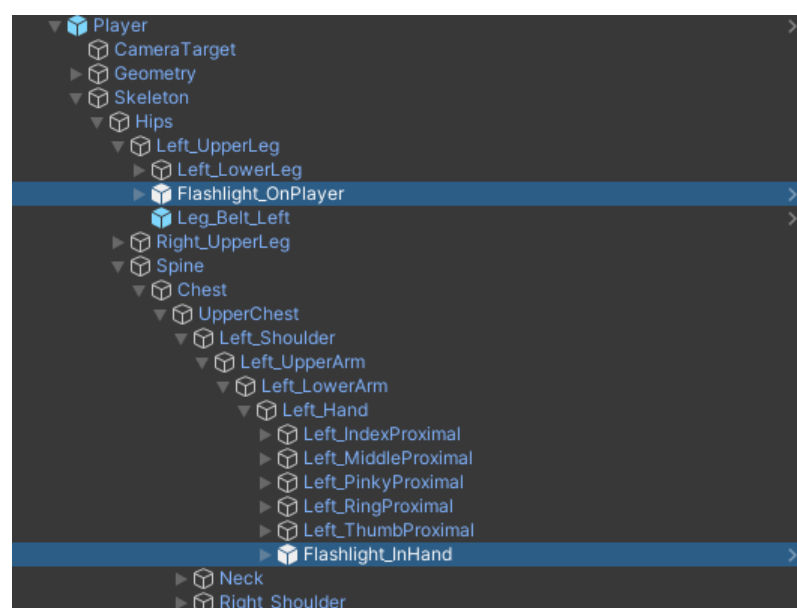 Player
CameraTarget
Geometry
Skeleton
Hips
Left_UpperLeg
Left_LowerLeg
Flashlight_OnPlayer
Leg_Belt_Left
Right_UpperLeg
Spine
Chest
UpperChest
Left_Shoulder
Left_UpperArm
Left_LowerArm
Left_Hand
Left_IndexProximal
Left_MiddleProximal
Left_PinkyProximal
Left_RingProximal
Left_ThumbProximal
Flashlight_InHand
Neck
Right_Shoulder